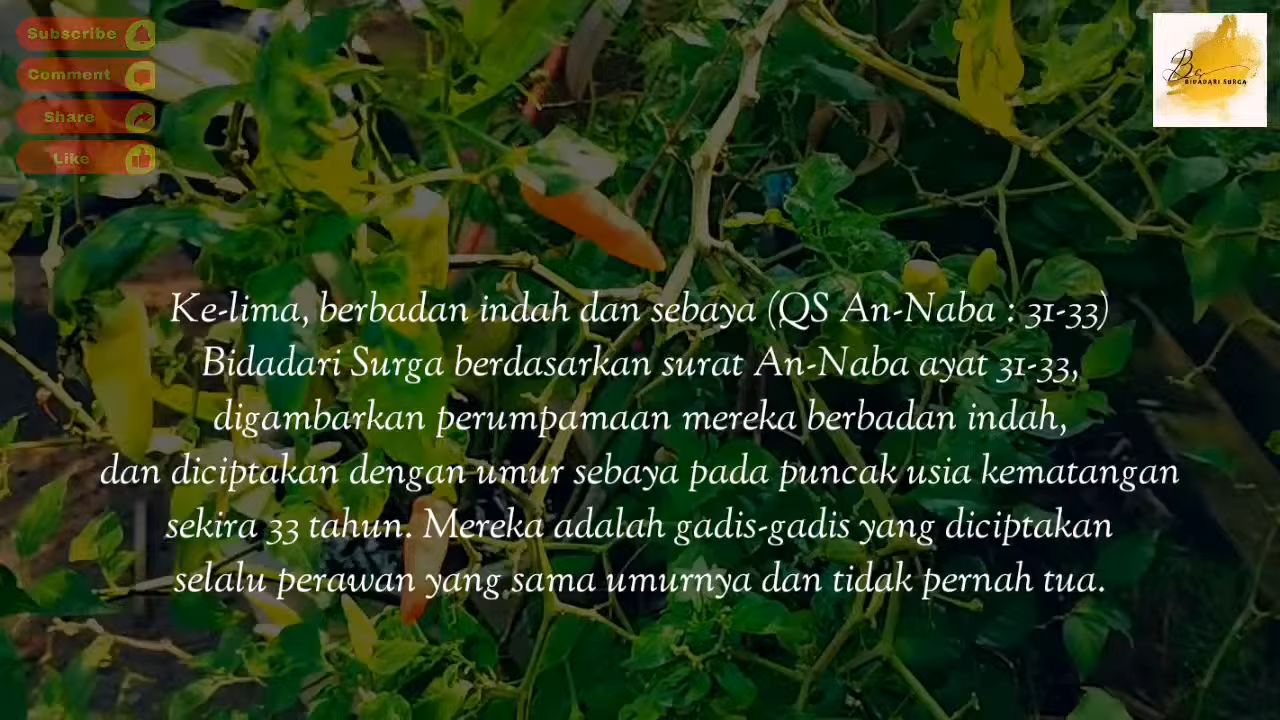 Subscribe
Comment
Share
Like
BIDADARI SURGA
Ke-lima, berbadan indah dan sebaya (QS An-Naba : 31-33)
Bidadari Surga berdasarkan surat An-Naba ayat 31-33,
digambarkan perumpamaan mereka berbadan indah,
dan diciptakan dengan umur sebaya pada puncak usia kematangan
sekira 33 tahun. Mereka adalah gadis-gadis yang diciptakan
selalu perawan yang sama umurnya dan tidak pernah tua.